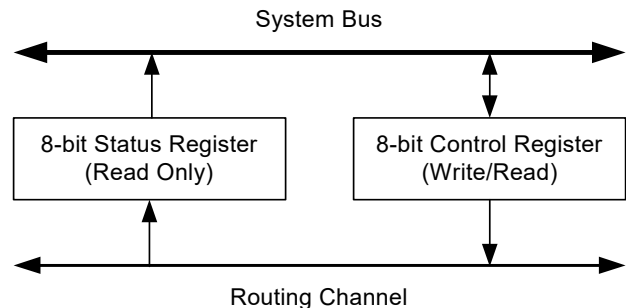 System Bus
8-bit Status Register
(Read Only)
8-bit Control Register
(Write/Read)
Routing Channel